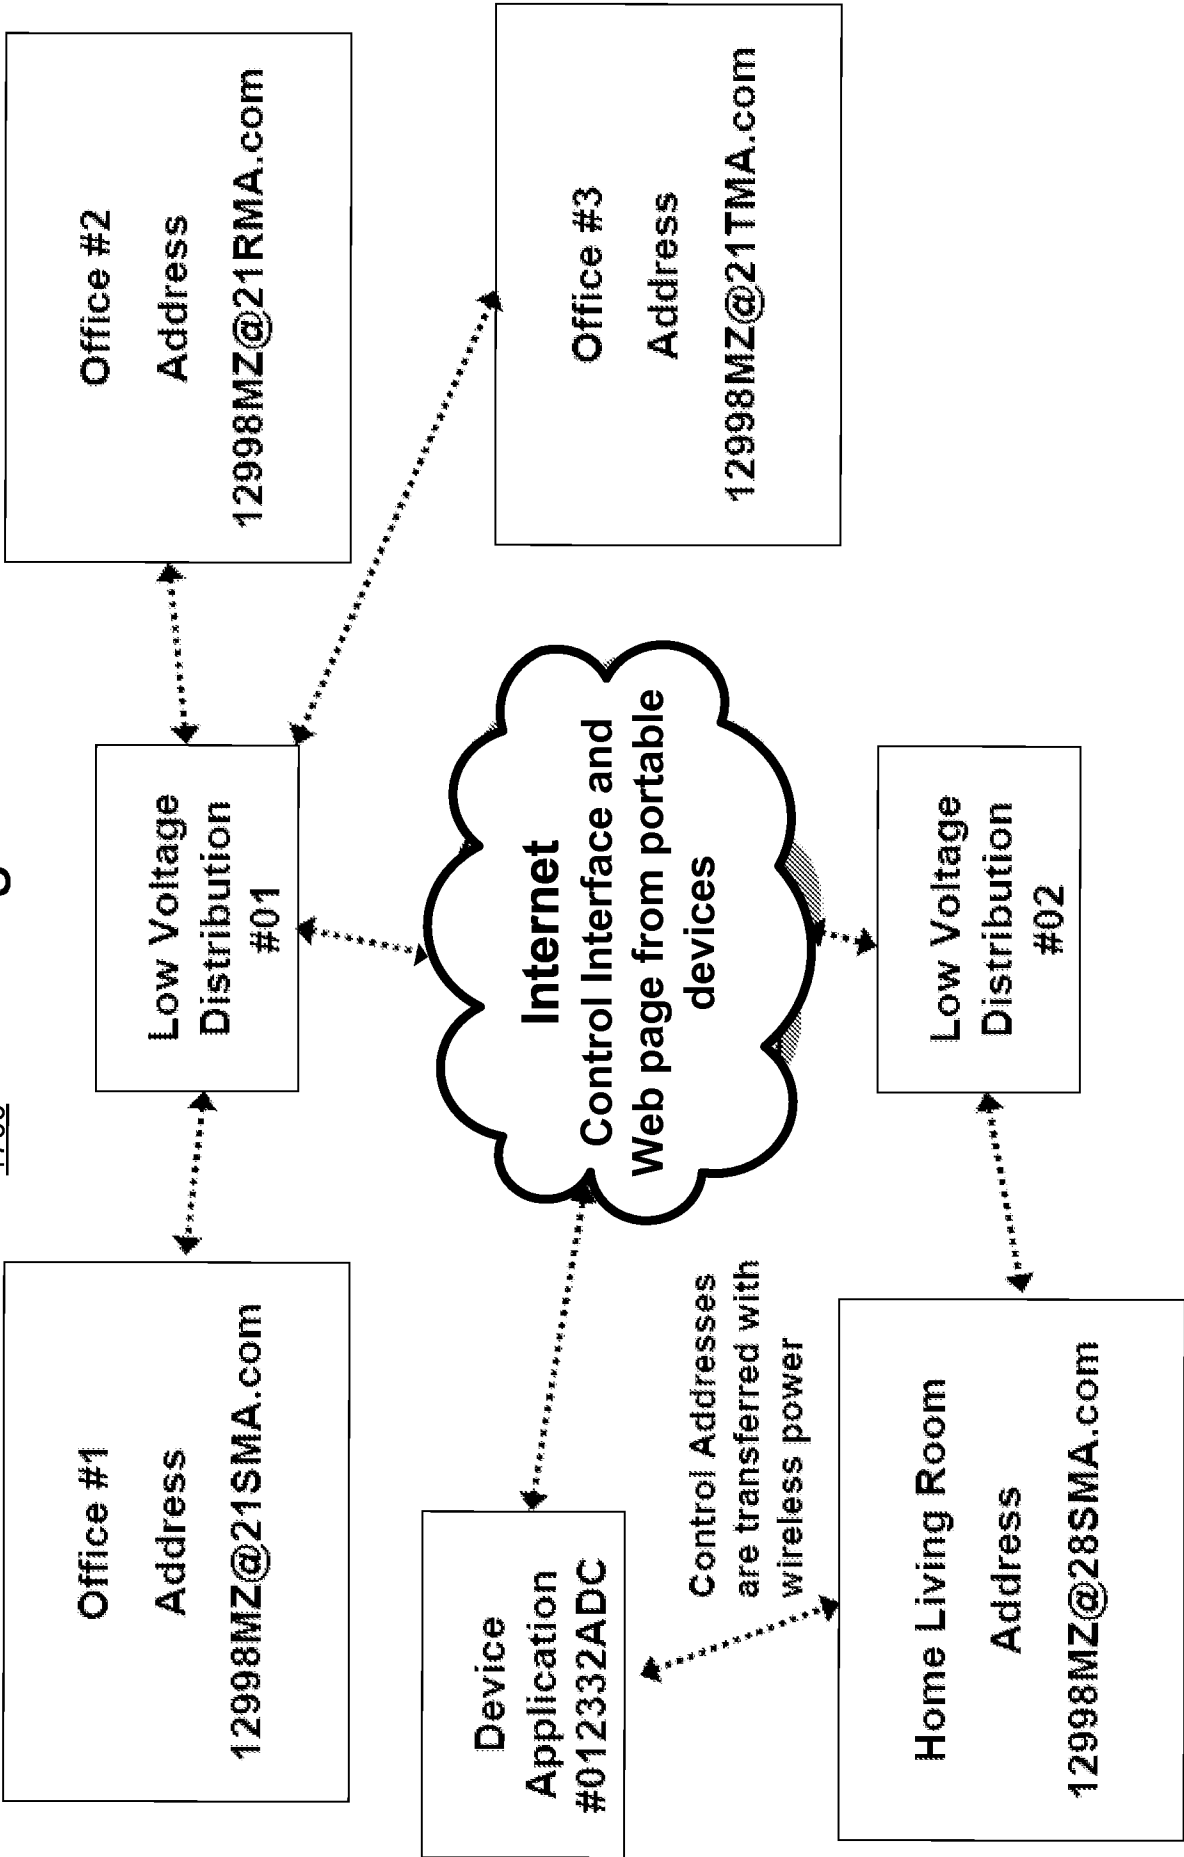 Office #1
Address
12998MZ@21SMA.com
Low Voltage
Distribution
#01
Office #2
Address
12998MZ@21RMA.com
Device
Application
#012332ADC
Internet
Control Interface and
Web page from portable
devices
Office #3
Address
12998MZ@21TMA.com
Control Addresses
are transferred with
wireless power
Home Living Room
Address
12998MZ@28SMA.com
Low Voltage
Distribution
#02